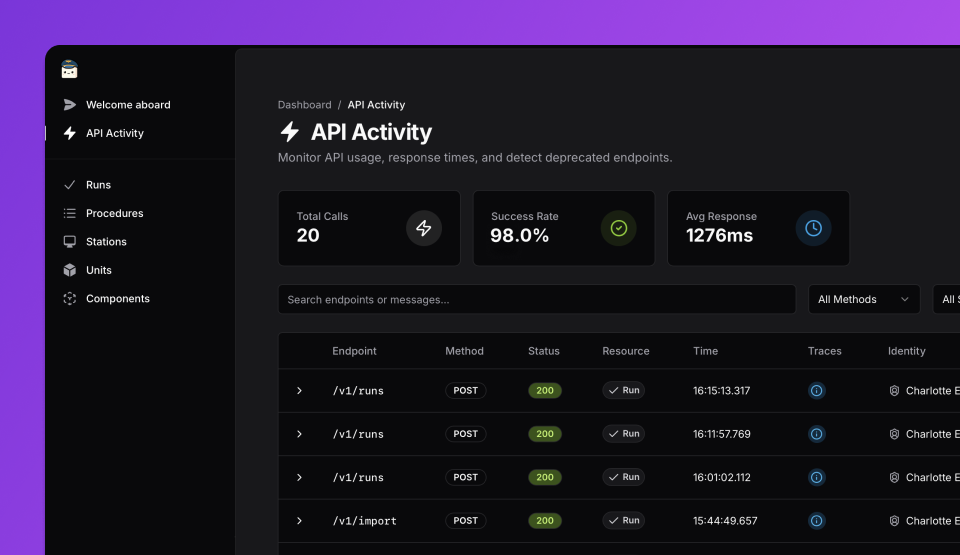 Welcome aboard
API Activity
Runs
Procedures
Stations
Units
Components
Dashboard / API Activity
API Activity
Monitor API usage, response times, and detect deprecated endpoints.
Total Calls
20
Success Rate
98.0%
Avg Response
1276ms
Search endpoints or messages...
All Methods
All S
Endpoint Method Status Resource Time Traces Identity
/v1/runs POST 200 Run 16:15:13.317 Charlotte E
/v1/runs POST 200 Run 16:11:57.769 Charlotte E
/v1/runs POST 200 Run 16:01:02.112 Charlotte E
/v1/import POST 200 Run 15:44:49.657 Charlotte E